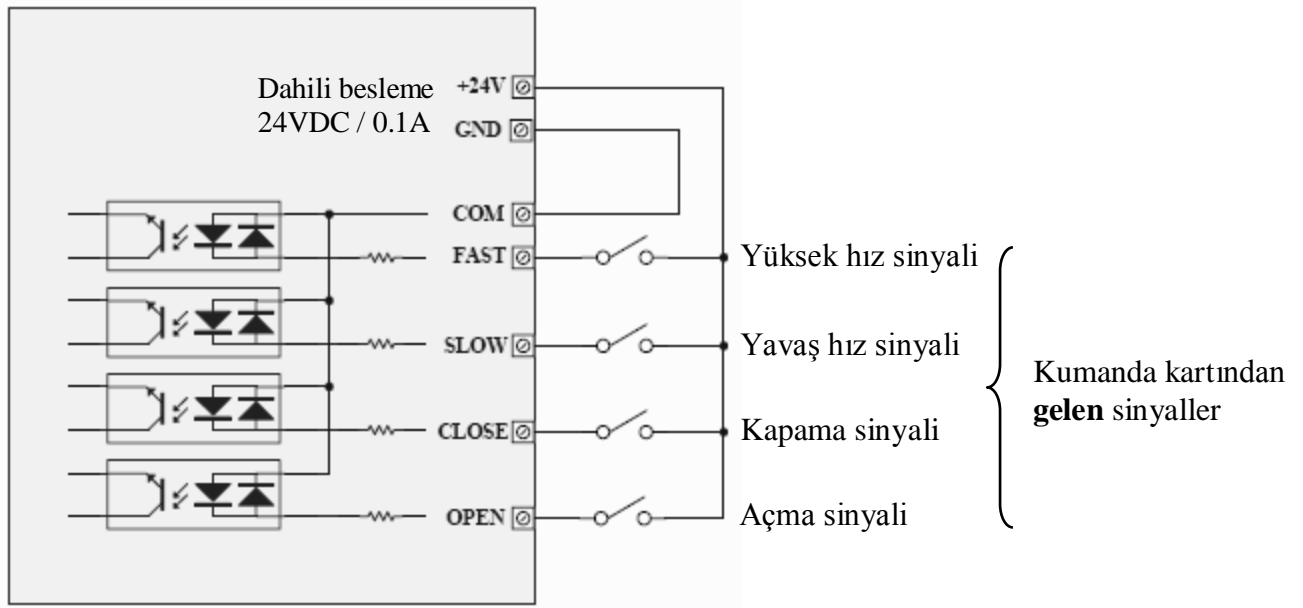 Dahili besleme
24VDC / 0.1A
+24V
GND
COM
FAST
SLOW
CLOSE
OPEN
Yüksek hız sinyali
Yavaş hız sinyali
Kapama sinyali
Açma sinyali
Kumanda kartından
gelen sinyaller